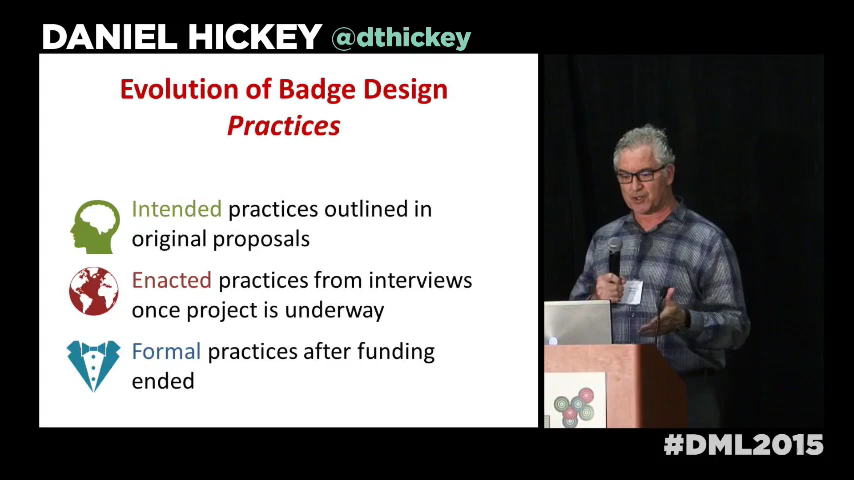 DANIEL HICKEY @dthickey
Evolution of Badge Design
Practices
Intended practices outlined in
original proposals
Enacted practices from interviews
once project is underway
Formal practices after funding
ended
#DML2015